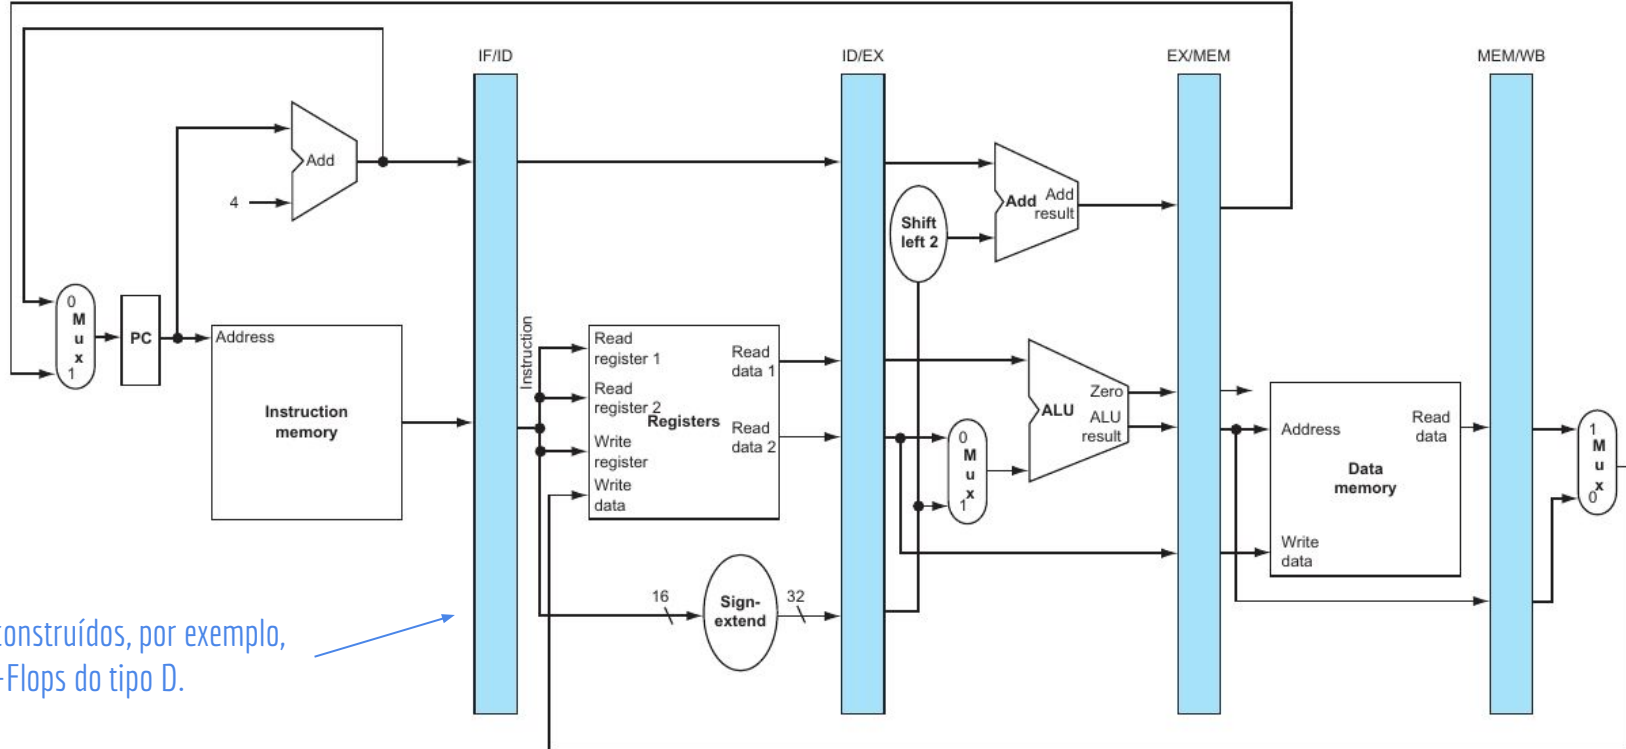 IF/ID
ID/EX
EX/MEM
MEM/WB
Add
4
Add
Add
result
Shift
left 2
0
M
u
x
1
PC
Address
Instruction
memory
Instruction
Read
register 1
Read
register 2
Write
register
Write
data
Registers
Read
data 1
Read
data 2
16
Sign-
extend
32
0
M
u
x
1
Zero
ALU
ALU
result
Address
Read
data
Data
memory
Write
data
1
M
u
x
0
construídos, por exemplo,
-Flops do tipo D.